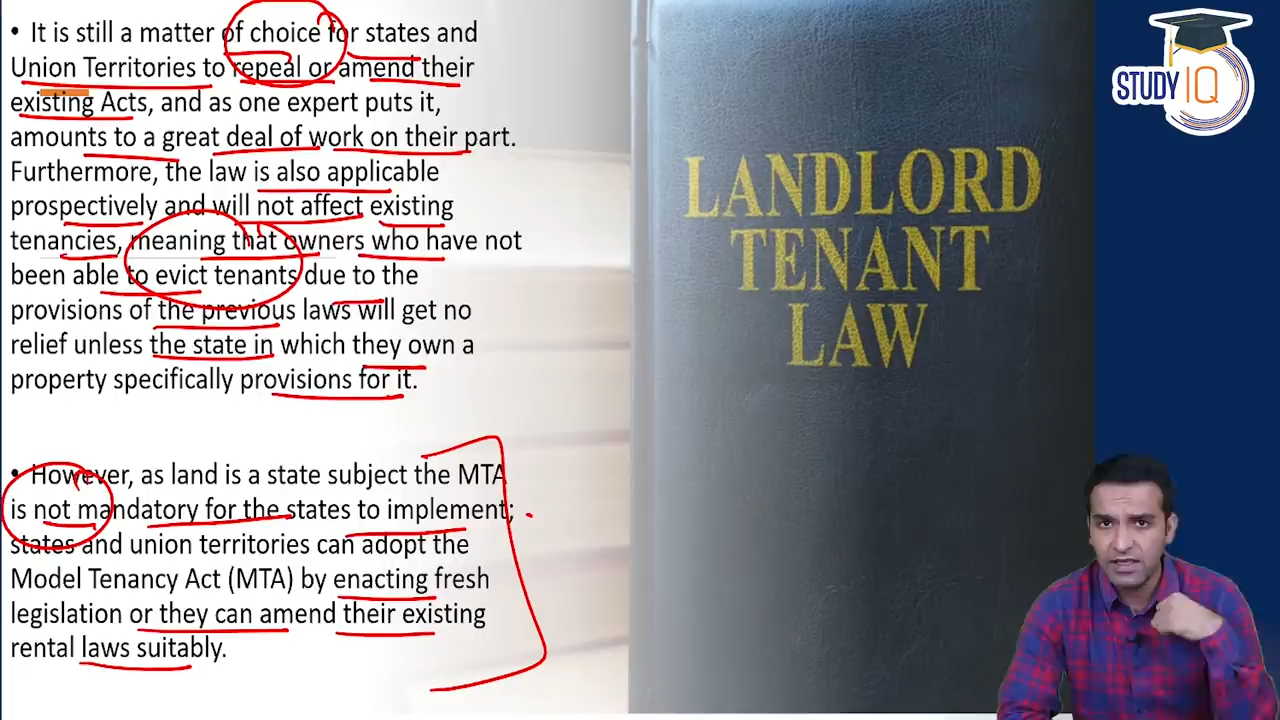 • It is still a matter of choice for states and
Union Territories to repeal or amend their
existing Acts, and as one expert puts it,
amounts to a great deal of work on their part.
Furthermore, the law is also applicable
prospectively and will not affect existing
tenancies, meaning that owners who have not
been able to evict tenants due to the
provisions of the previous laws will get no
relief unless the state in which they own a
property specifically provisions for it.
• However, as land is a state subject the MTA
is not mandatory for the states to implement;
states and union territories can adopt the
Model Tenancy Act (MTA) by enacting fresh
legislation or they can amend their existing
rental laws suitably.
LANDLORD
TENANT
LAW
STUDY IQ